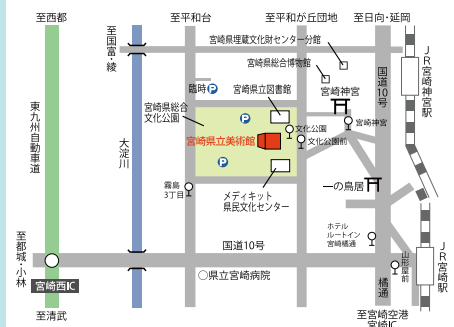 至西都
至国富・綾
至平和台
至平和が丘団地
至日向・延岡
宮崎県埋蔵文化財センター分館
宮崎県総合博物館
国道10号
JR宮崎神宮駅
臨時P
宮崎県立図書館
宮崎神宮
宮崎県総合
文化公園
P
文化公園
宮崎神宮
東九州自動車道
大淀川
宮崎県立美術館
文化公園前
P
霧島
3丁目
メディキット
県民文化センター
一の鳥居
至都城・小林
国道10号
ホテル
ルートイン
宮崎橘通
山形屋前
JR宮崎駅
宮崎西IC
〇県立宮崎病院
橘通
至清武
至宮崎空港
宮崎IC